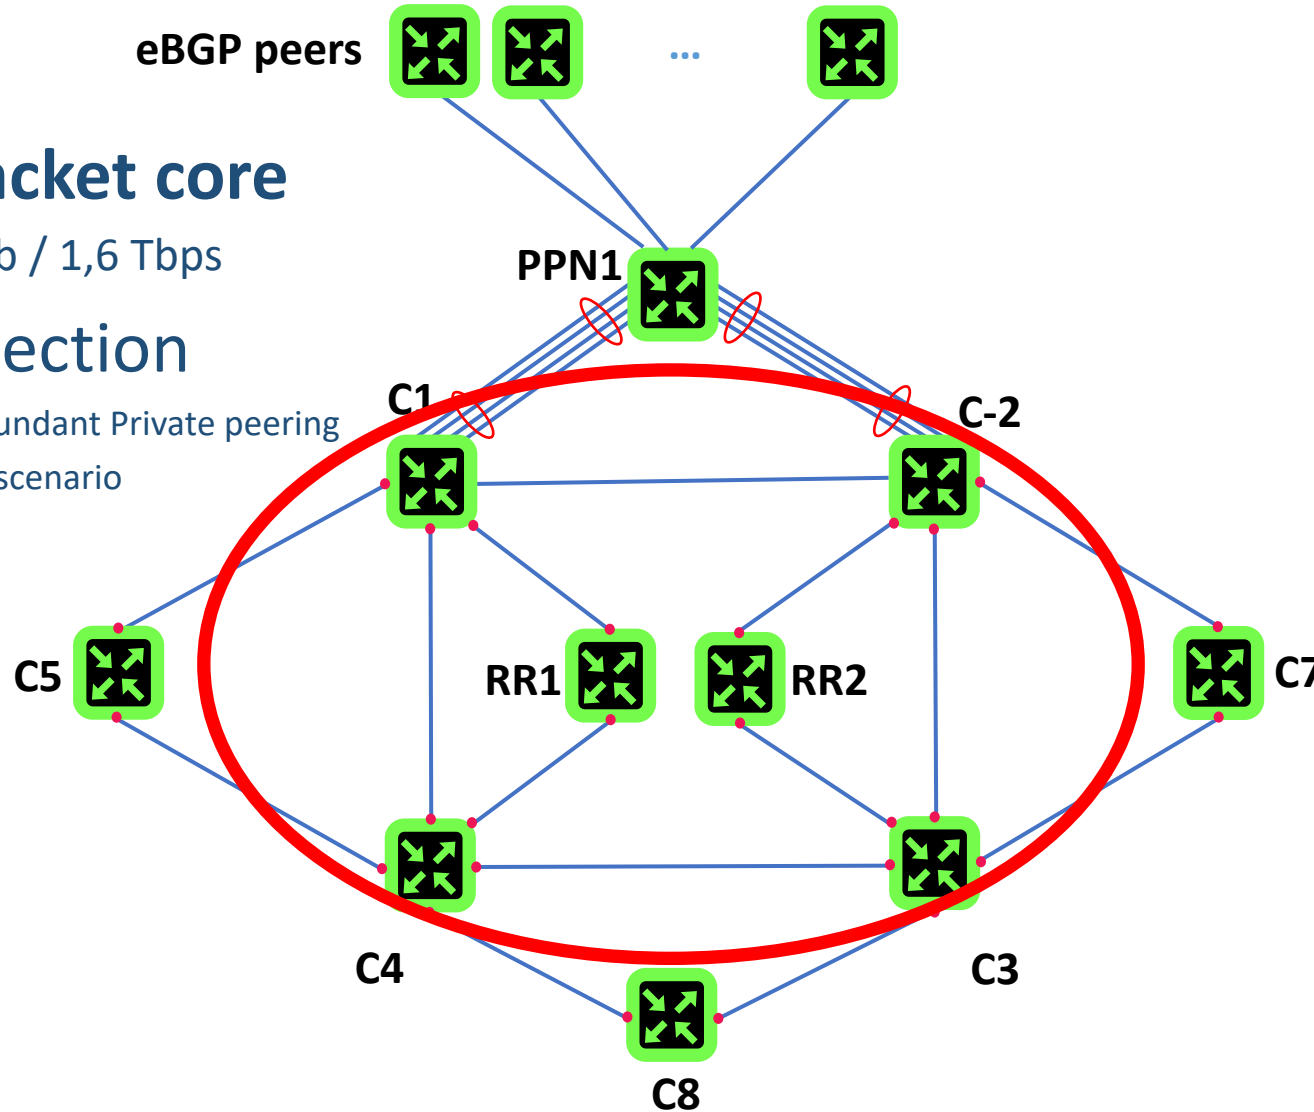 eBGP peers
...
acket core
b / 1,6 Tbps
PPN1
ection
C1
C-2
undant Private peering
scenario
C5
RR1
RR2
C7
C4
C3
C8